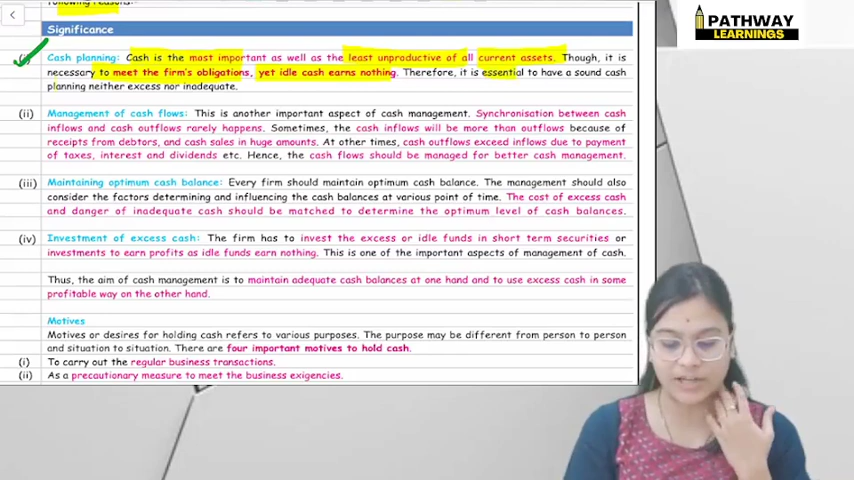 following reasons:
Significance
PATHWAY
LEARNINGS
(i) Cash planning: Cash is the most important as well as the least unproductive of all current assets. Though, it is
necessary to meet the firm's obligations, yet idle cash earns nothing. Therefore, it is essential to have a sound cash
planning neither excess nor inadequate.
(ii) Management of cash flows: This is another important aspect of cash management. Synchronisation between cash
inflows and cash outflows rarely happens. Sometimes, the cash inflows will be more than outflows because of
receipts from debtors, and cash sales in huge amounts. At other times, cash outflows exceed inflows due to payment
of taxes, interest and dividends etc. Hence, the cash flows should be managed for better cash management.
(iii) Maintaining optimum cash balance: Every firm should maintain optimum cash balance. The management should also
consider the factors determining and influencing the cash balances at various point of time. The cost of excess cash
and danger of inadequate cash should be matched to determine the optimum level of cash balances.
(iv) Investment of excess cash: The firm has to invest the excess or idle funds in short term securities or
investments to earn profits as idle funds earn nothing. This is one of the important aspects of management of cash.
Thus, the aim of cash management is to maintain adequate cash balances at one hand and to use excess cash in some
profitable way on the other hand.
Motives
Motives or desires for holding cash refers to various purposes. The purpose may be different from person to person
and situation to situation. There are four important motives to hold cash.
(i) To carry out the regular business transactions.
(ii) As a precautionary measure to meet the business exigencies.